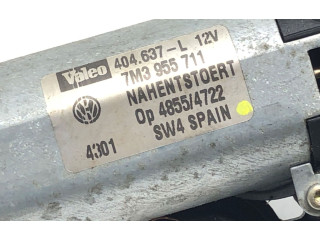 Valeo 404.637-L 12V
7M3 955 711
NAHENTSTOERT
Op 4855/4722
4301 SW4 SPAIN